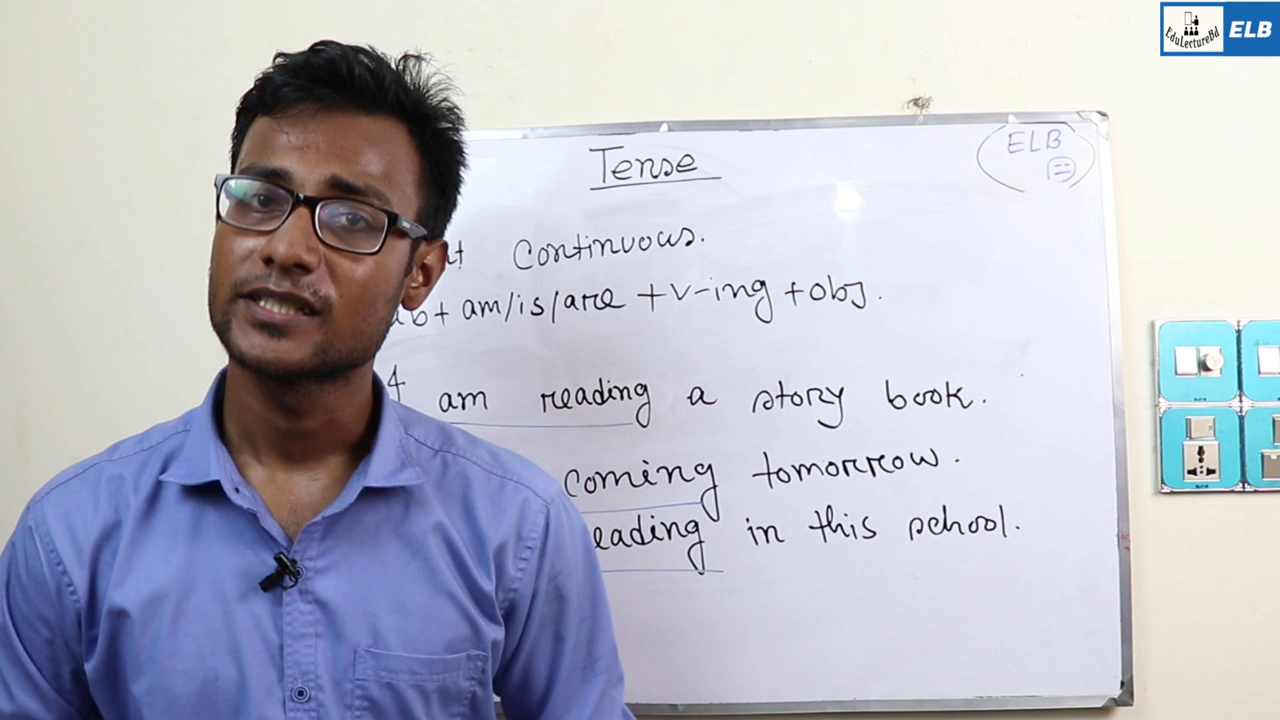 EduLectureBd
ELB
ELB
Tense
Continuous.
am/is/are + v-ing + obj.
am reading a story book.
coming tomorrow.
eading in this school.